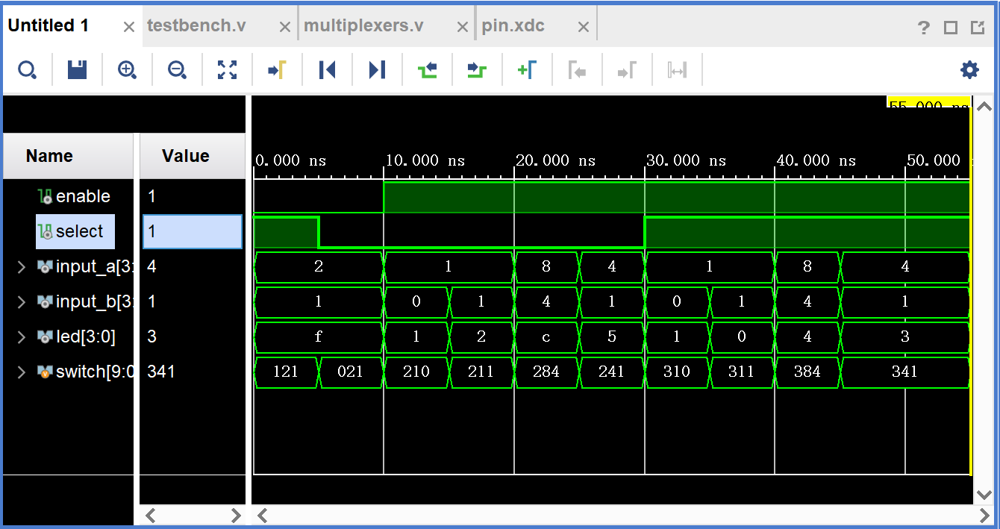 Untitled 1 testbench.v multiplexers.v pin.xdc ?
55.000 ns
Name Value 0.000 ns 10.000 ns 20.000 ns 30.000 ns 40.000 ns 50.000
enable 1
select 1
input_a[3: 4 2 1 8 4 1 8 4
input_b[3: 1 1 0 1 4 1 0 1 4 1
led[3:0] 3 f 1 2 c 5 1 0 4 3
switch[9:0 341 121 021 210 211 284 241 310 311 384 341